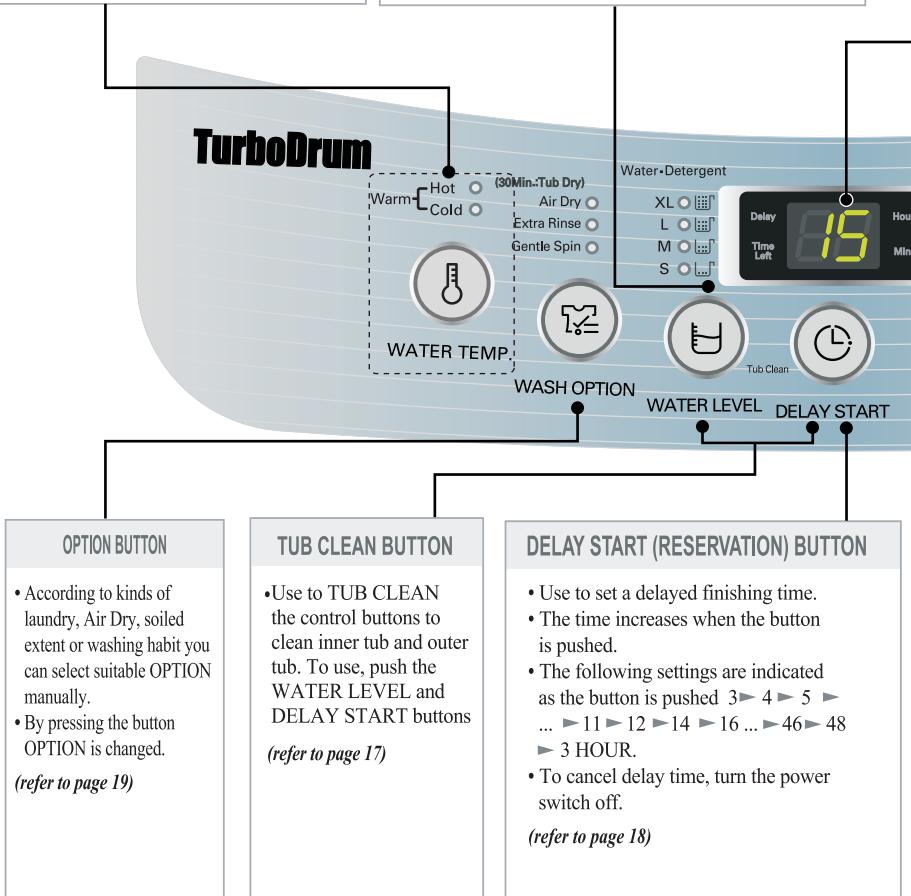 TurboDrum
Warm
Hot
Cold
(30Min.:Tub Dry)
Air Dry
Extra Rinse
Gentle Spin
Water•Detergent
XL
L
M
S
Delay
Time
Left
15
Hou
Min
WATER TEMP.
WASH OPTION
WATER LEVEL
Tub Clean
DELAY START
OPTION BUTTON
• According to kinds of
laundry, Air Dry, soiled
extent or washing habit you
can select suitable OPTION
manually.
• By pressing the button
OPTION is changed.
(refer to page 19)
TUB CLEAN BUTTON
•Use to TUB CLEAN
the control buttons to
clean inner tub and outer
tub. To use, push the
WATER LEVEL and
DELAY START buttons
(refer to page 17)
DELAY START (RESERVATION) BUTTON
• Use to set a delayed finishing time.
• The time increases when the button
is pushed.
• The following settings are indicated
as the button is pushed 3► 4 ► 5 ►
... ► 11 ► 12 ►14 ► 16 ... ► 46 ► 48
► 3 HOUR.
• To cancel delay time, turn the power
switch off.
(refer to page 18)